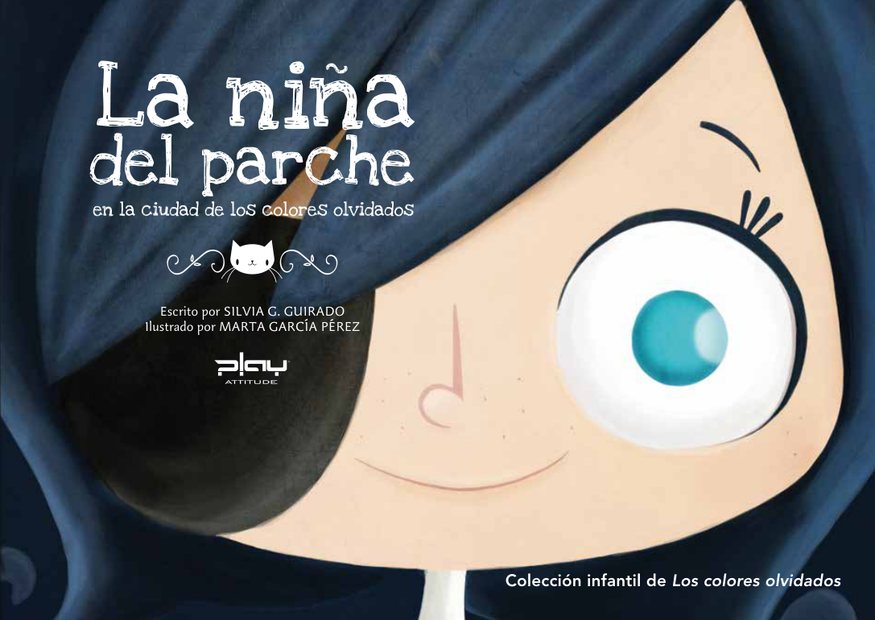 La niña
del parche
en la ciudad de los colores olvidados
Escrito por SILVIA G. GUIRADO
Ilustrado por MARTA GARCÍA PÉREZ
play
ATTITUDE
Colección infantil de Los colores olvidados